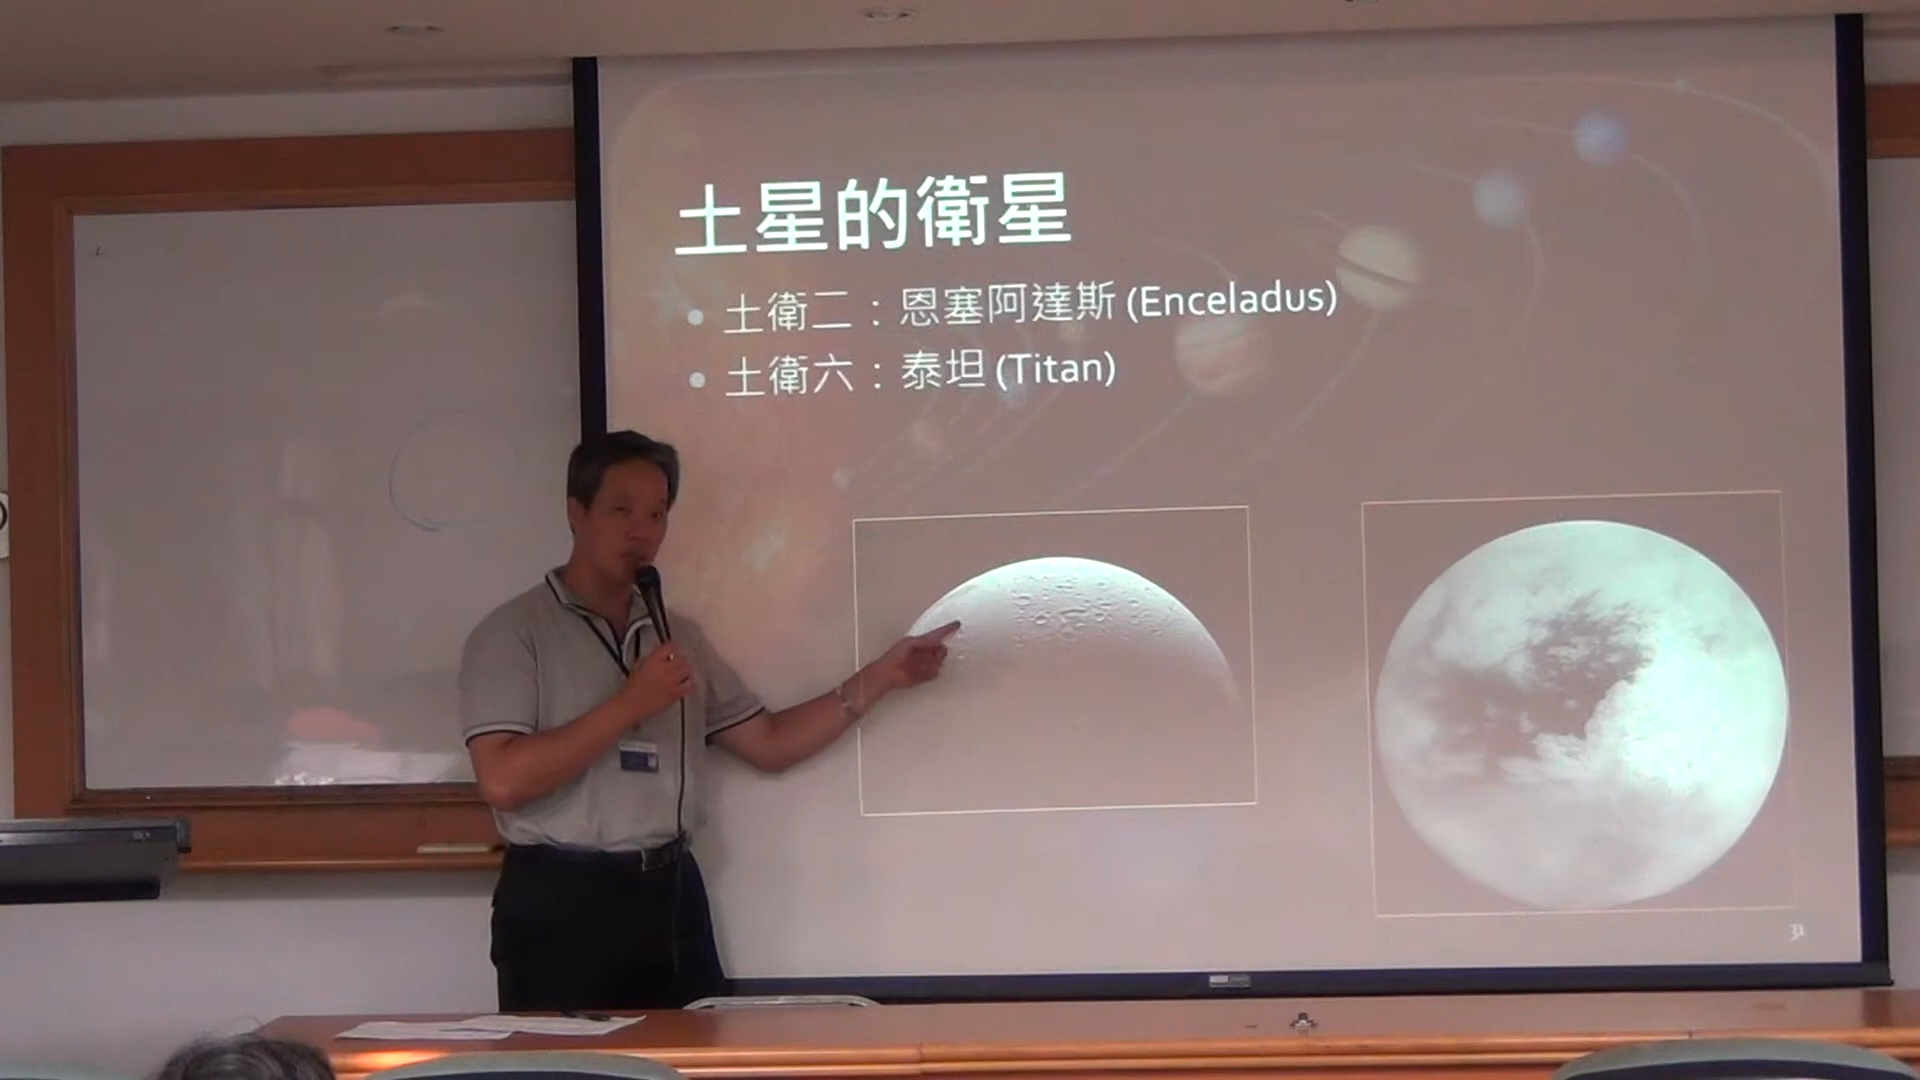 土星的衛星
• 土衛二：恩塞阿達斯 (Enceladus)
• 土衛六：泰坦 (Titan)
31